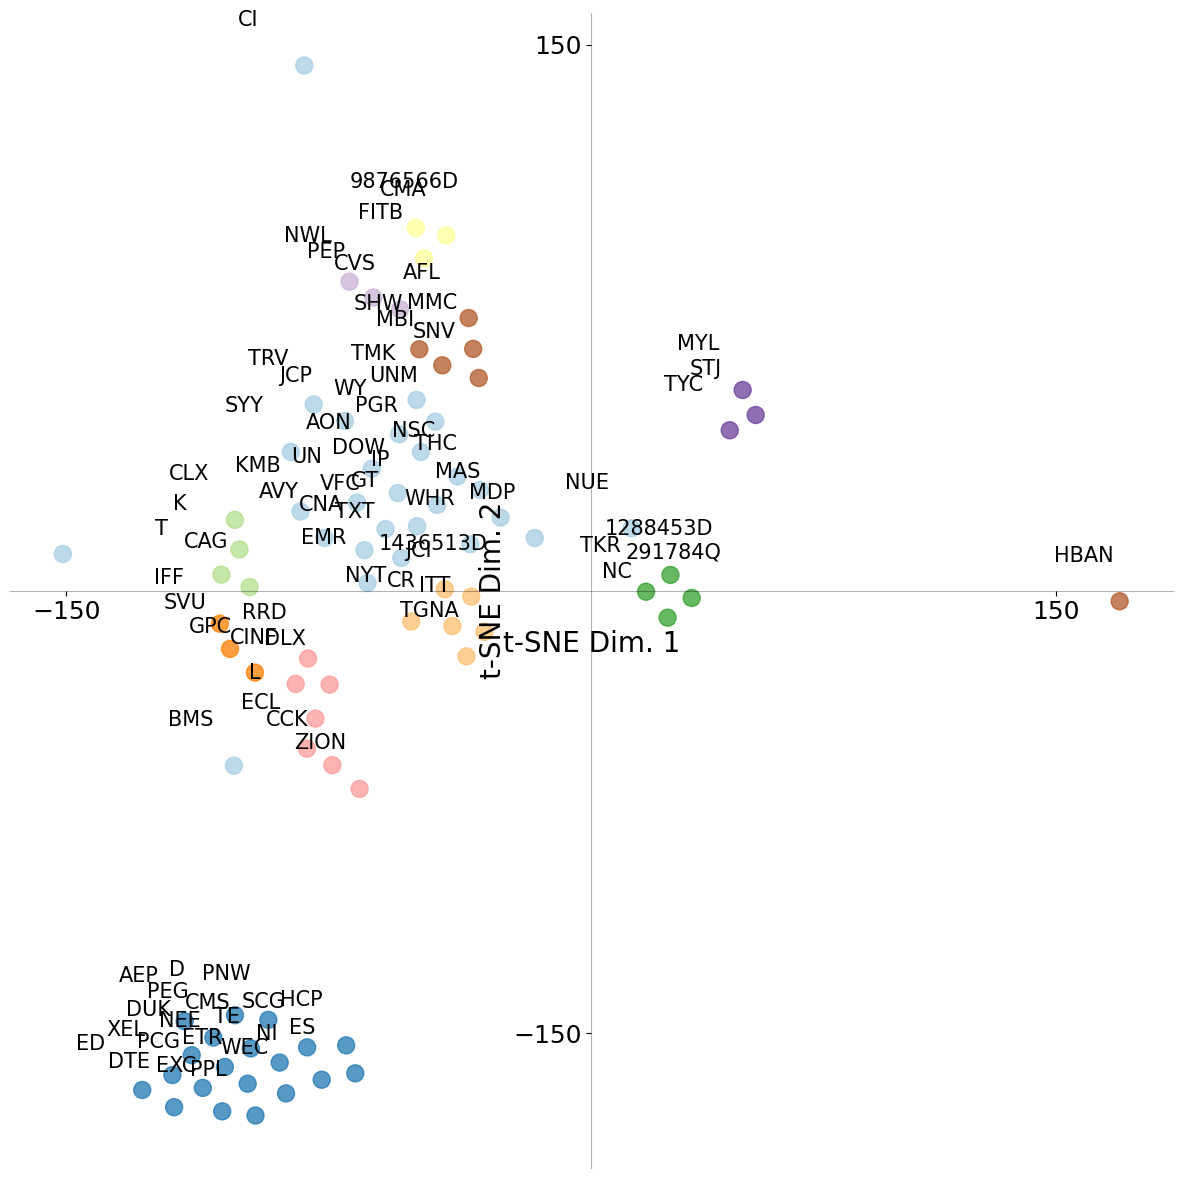 CI
150
9876566D
CMA
FITB
NWL
PEP
CVS
AFL
SHW
MMC
MBI
SNV
MYL
TRV
TMK
STJ
JCP
UNM
TYC
WY
SYY
PGR
AON
NSC
DOW
THC
UN
IP
KMB
CLX
MAS
VFC
GT
NUE
AVY
MDP
K
CNA
WHR
TXT
T
1288453D
EMR
CAG
1436513D
JCI
TKR
291784Q
HBAN
IFF
NYT
CR
ITT
NC
SVU
RRD
TGNA
−150
150
GPC
CINF
DLX
t-SNE Dim. 1
t-SNE Dim. 2
L
ECL
BMS
CCK
ZION
AEP
D
PNW
PEG
DUK
CMS
SCG
HCP
XEL
NEE
TE
ES
−150
ED
PCG
ETR
NI
WEC
DTE
EXC
PPL